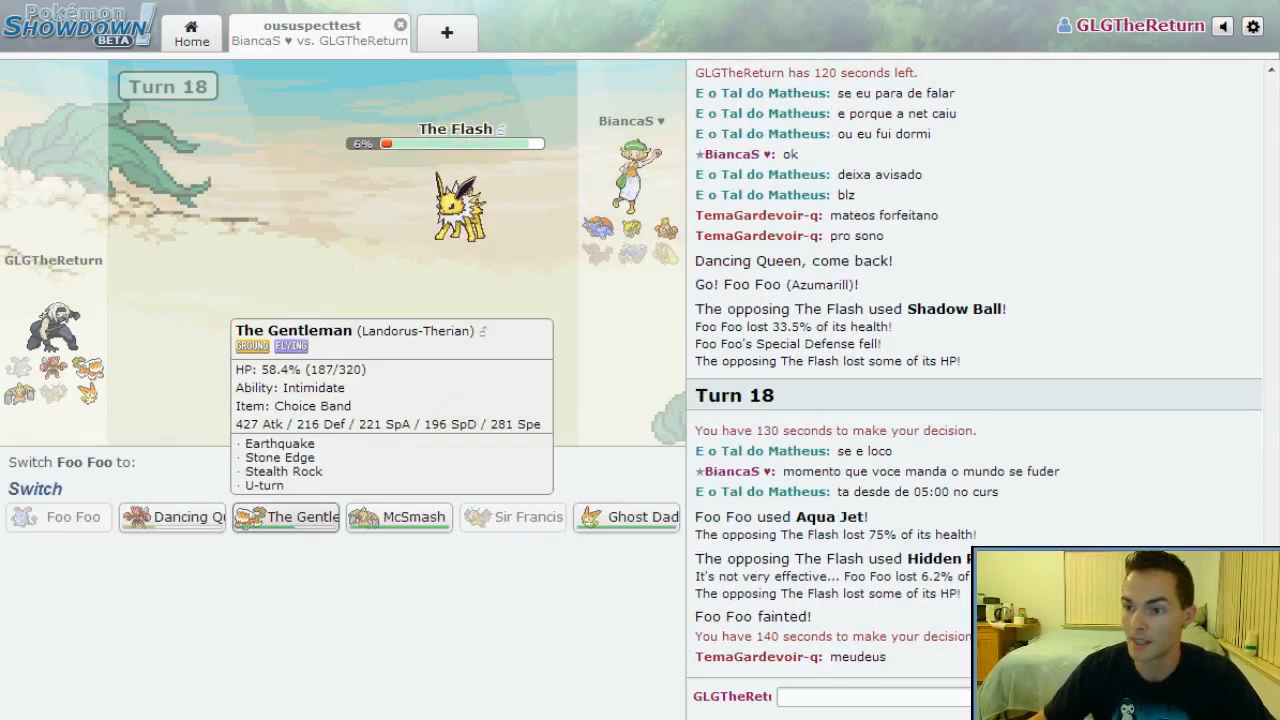 Pokémon
SHOWDOWN!
BETA
Home
oususpecttest
BiancaS ♥ vs. GLGTheReturn
+
GLGTheReturn
Turn 18
The Flash ♂
6%
BiancaS ♥
GLGTheReturn
The Gentleman (Landorus-Therian) ♂
GROUND FLYING
HP: 58.4% (187/320)
Ability: Intimidate
Item: Choice Band
427 Atk / 216 Def / 221 SpA / 196 SpD / 281 Spe
· Earthquake
· Stone Edge
· Stealth Rock
· U-turn
Switch Foo Foo to:
Switch
Foo Foo
Dancing Qu
The Gentle
McSmash
Sir Francis
Ghost Dad
GLGTheReturn has 120 seconds left.
E o Tal do Matheus: se eu para de falar
E o Tal do Matheus: e porque a net caiu
E o Tal do Matheus: ou eu fui dormi
★BiancaS ♥: ok
E o Tal do Matheus: deixa avisado
E o Tal do Matheus: blz
TemaGardevoir-q: mateos forfeitano
TemaGardevoir-q: pro sono
Dancing Queen, come back!
Go! Foo Foo (Azumarill)!
The opposing The Flash used Shadow Ball!
Foo Foo lost 33.5% of its health!
Foo Foo's Special Defense fell!
The opposing The Flash lost some of its HP!
Turn 18
You have 130 seconds to make your decision.
E o Tal do Matheus: se e loco
★BiancaS ♥: momento que voce manda o mundo se fuder
E o Tal do Matheus: ta desde de 05:00 no curs
Foo Foo used Aqua Jet!
The opposing The Flash lost 75% of its health!
The opposing The Flash used Hidden
It's not very effective... Foo Foo lost 6.2% of
The opposing The Flash lost some of its HP!
Foo Foo fainted!
You have 140 seconds to make your decision
TemaGardevoir-q: meudeus
GLGTheRetu